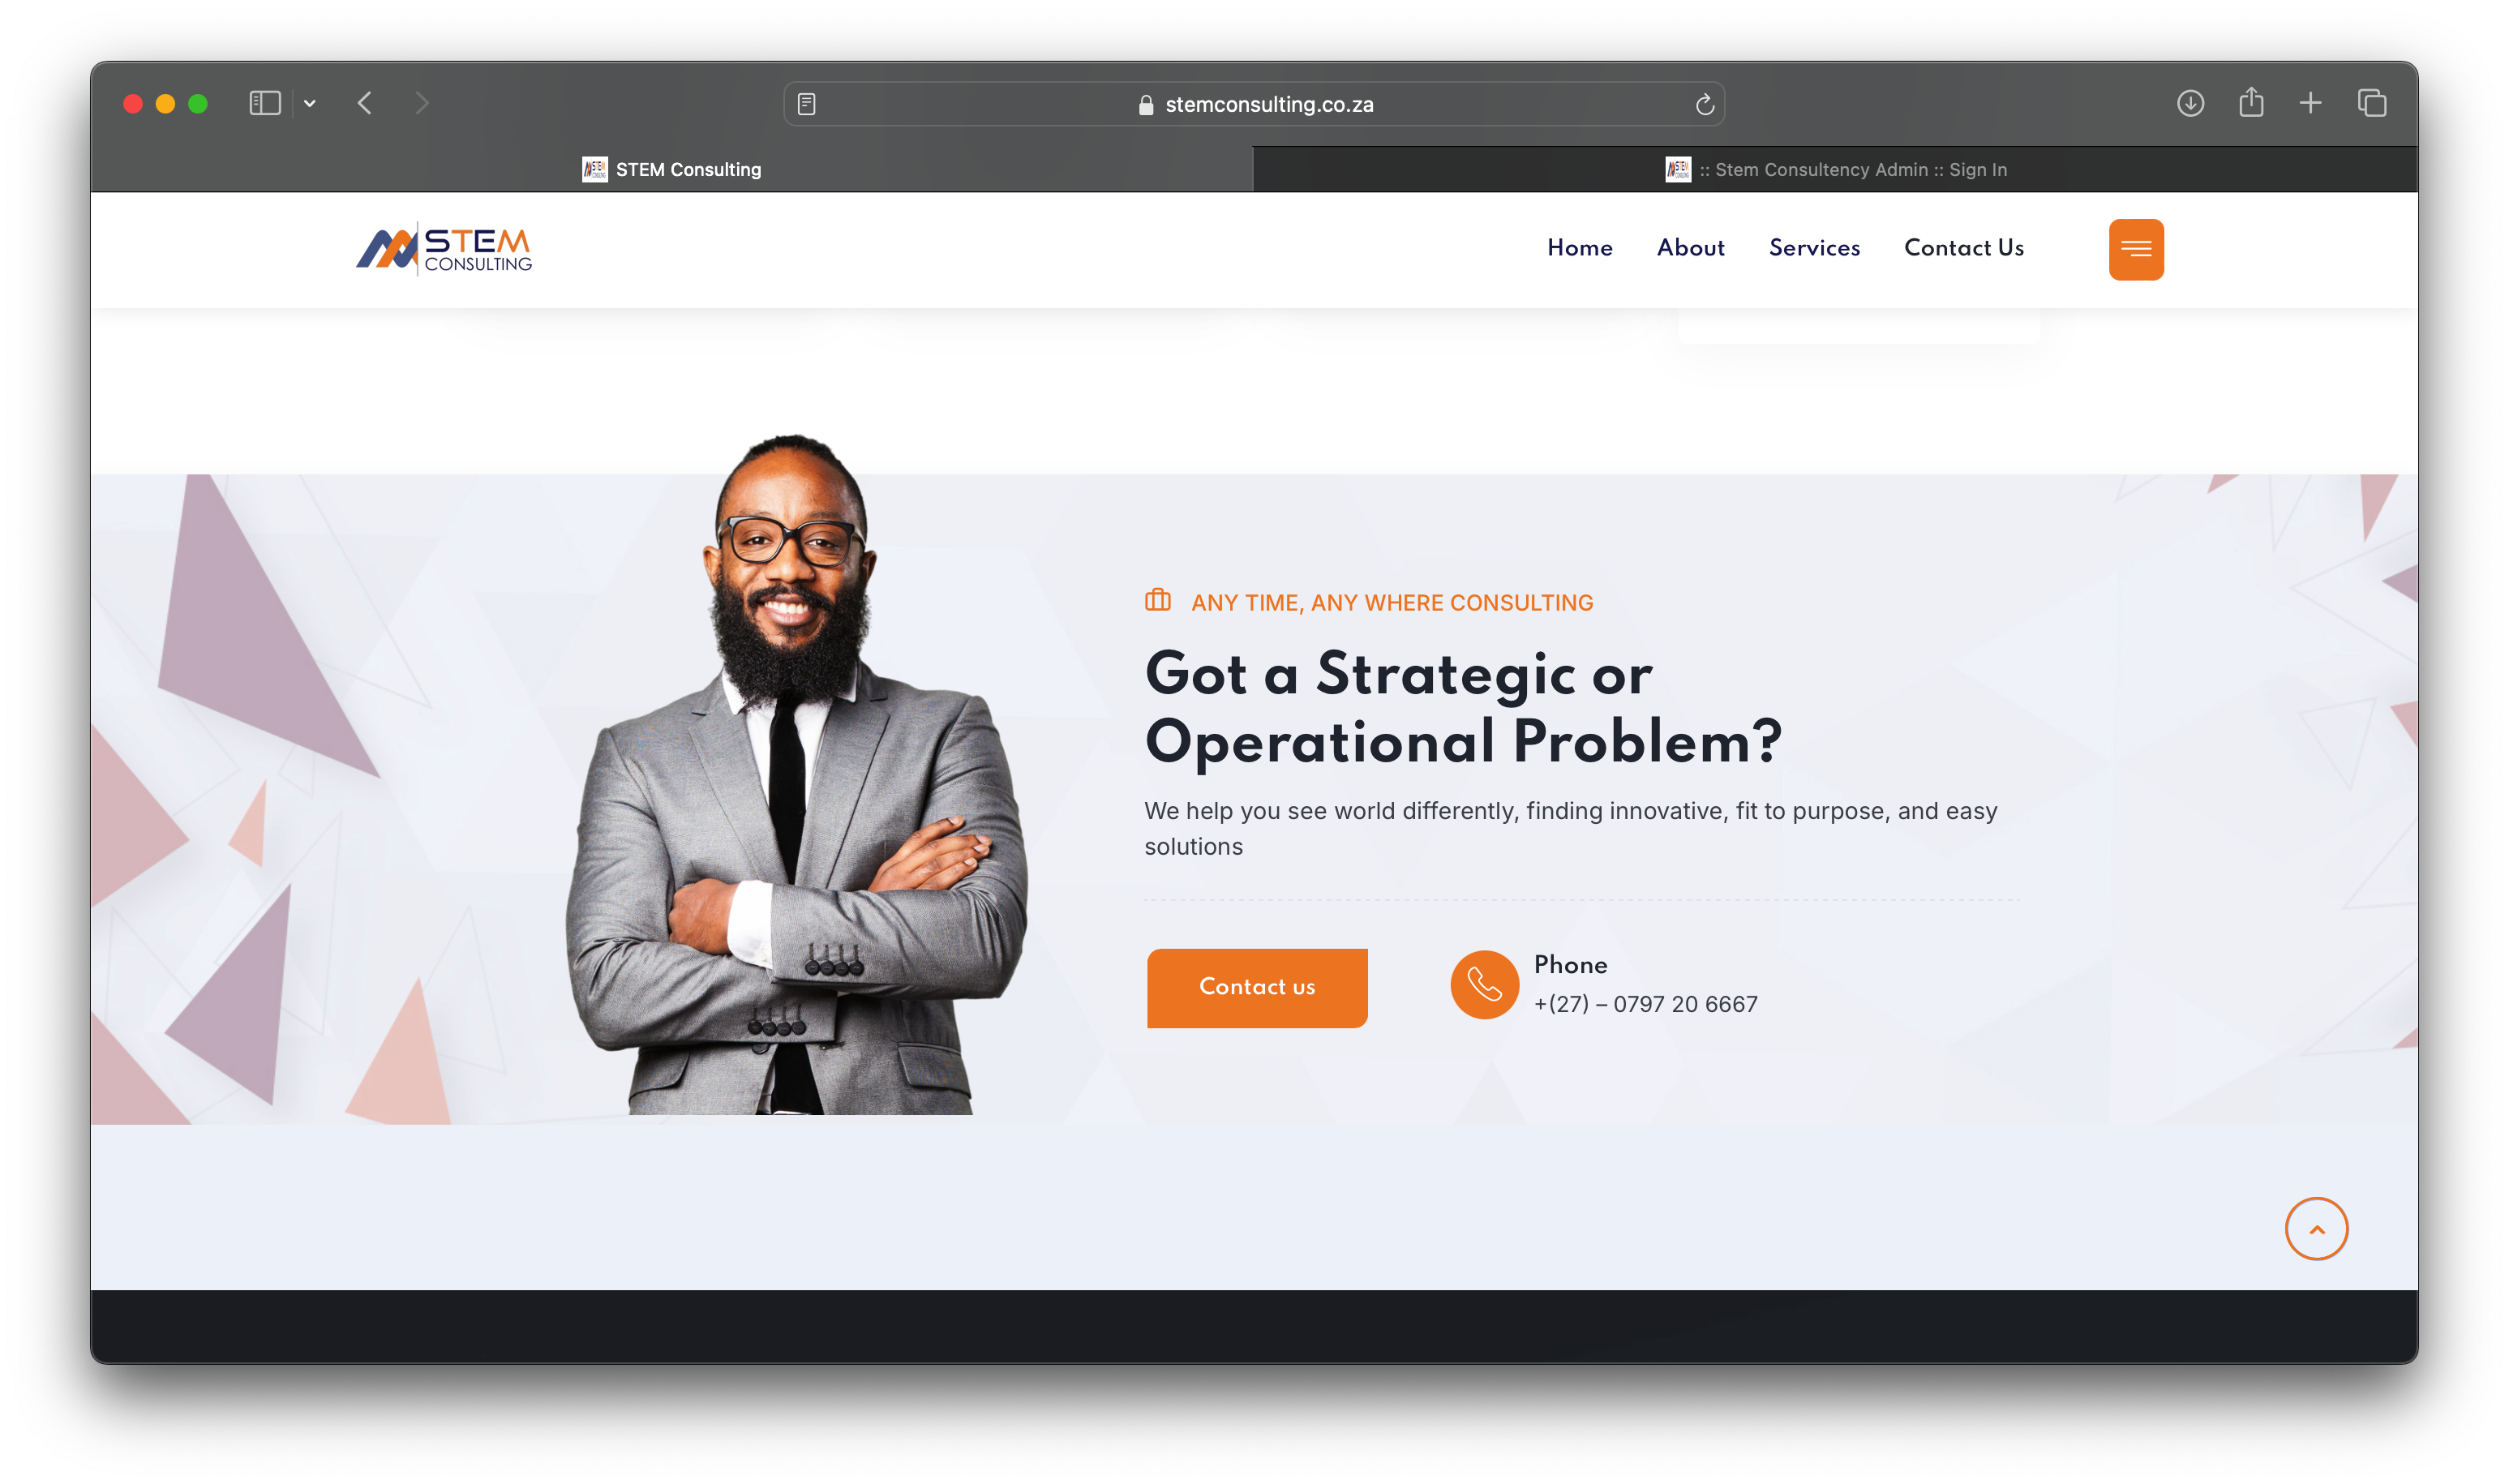 stemconsulting.co.za
STEM Consulting
:: Stem Consultency Admin :: Sign In
STEM
CONSULTING
Home
About
Services
Contact Us
ANY TIME, ANY WHERE CONSULTING
Got a Strategic or
Operational Problem?
We help you see world differently, finding innovative, fit to purpose, and easy
solutions
Contact us
Phone
+(27) – 0797 20 6667